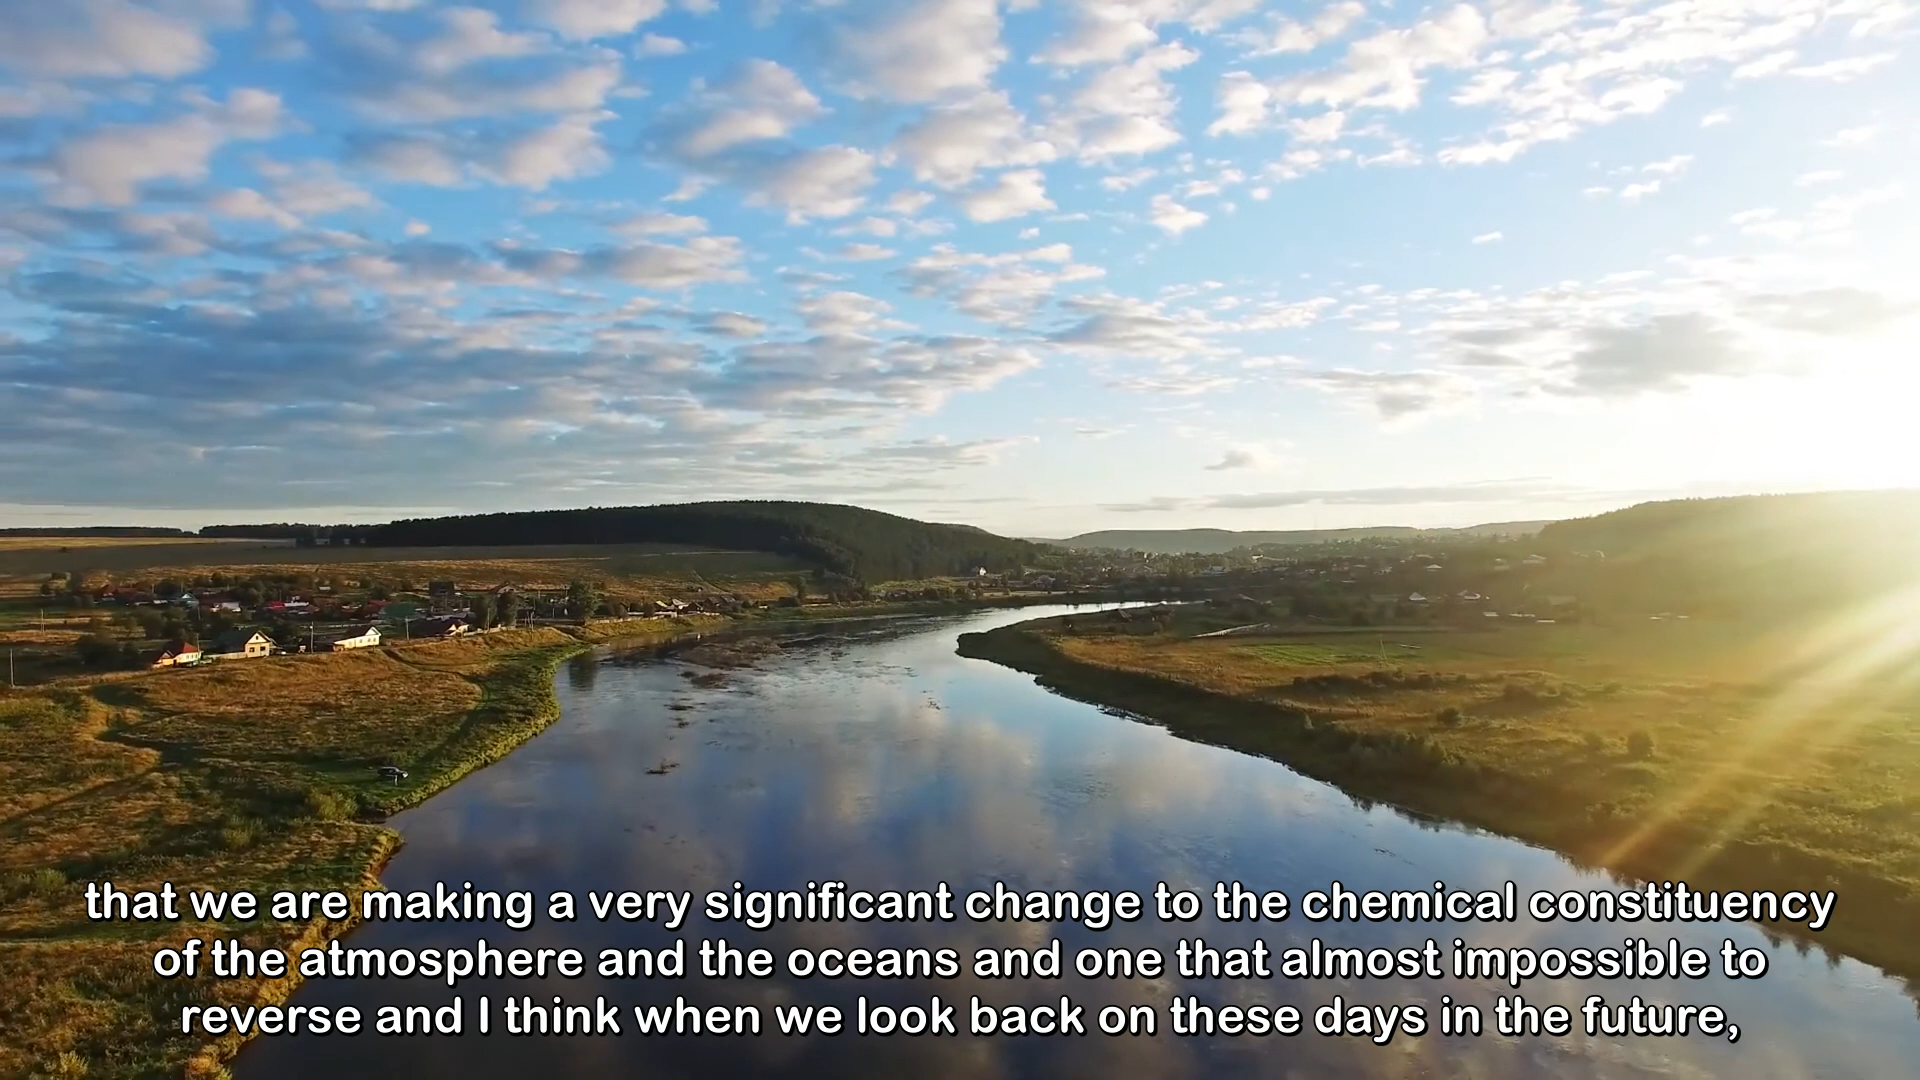 that we are making a very significant change to the chemical constituency
of the atmosphere and the oceans and one that almost impossible to
reverse and I think when we look back on these days in the future,